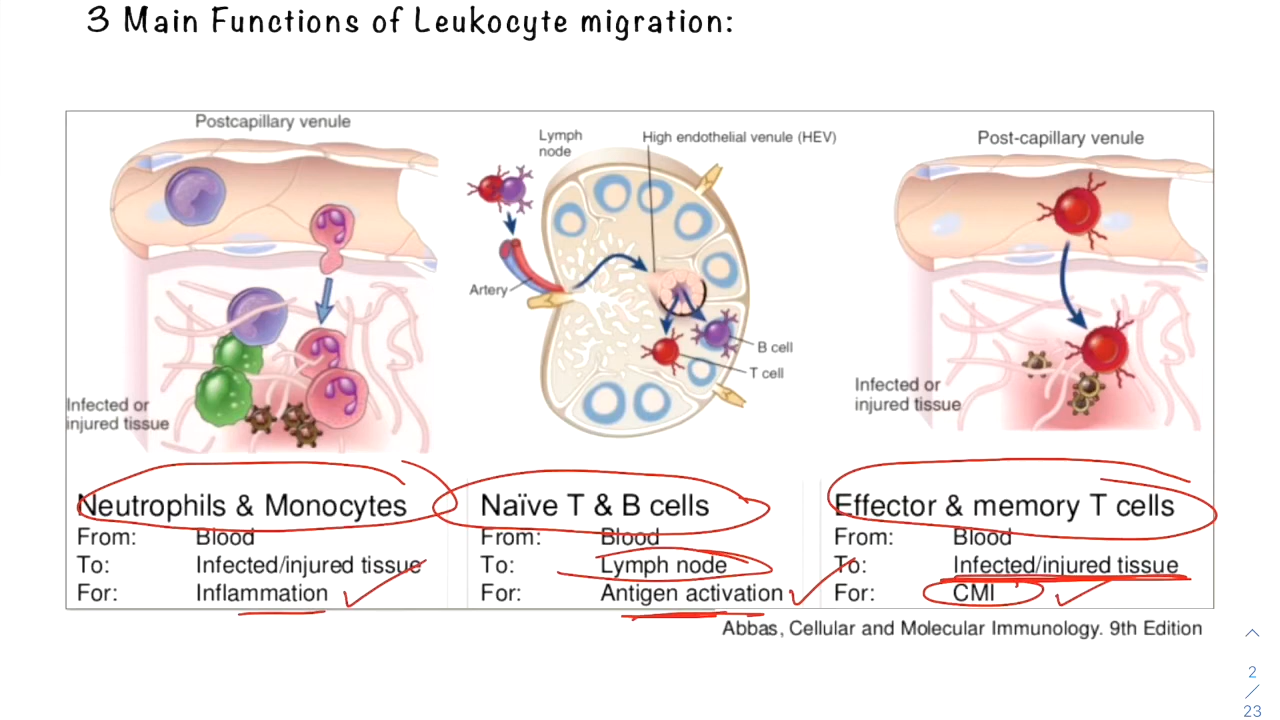 3 Main Functions of Leukocyte migration:
Postcapillary venule
Infected or
injured tissue
Neutrophils & Monocytes
From: Blood
To: Infected/injured tissue
For: Inflammation
Lymph
node
High endothelial venule (HEV)
Artery
B cell
T cell
Naïve T & B cells
From: Blood
To: Lymph node
For: Antigen activation
Post-capillary venule
Infected or
injured tissue
Effector & memory T cells
From: Blood
To: Infected/injured tissue
For: CMI
Abbas, Cellular and Molecular Immunology. 9th Edition
2
/
23